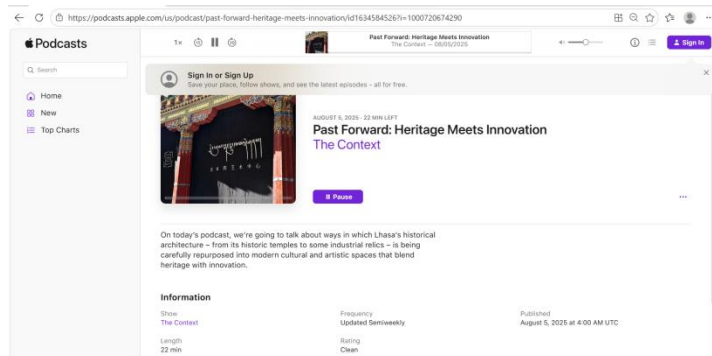 https://podcasts.apple.com/us/podcast/past-forward-heritage-meets-innovation/id1634584526?i=1000720674290
Podcasts
1×
Past Forward: Heritage Meets Innovation
The Context — 08/05/2025
Sign In
Search
Sign In or Sign Up
Save your place, follow shows, and see the latest episodes – all for free.
Home
New
Top Charts
AUGUST 5, 2025 · 22 MIN LEFT
Past Forward: Heritage Meets Innovation
The Context
Pause
On today's podcast, we're going to talk about ways in which Lhasa's historical
architecture – from its historic temples to some industrial relics – is being
carefully repurposed into modern cultural and artistic spaces that blend
heritage with innovation.
Information
Show
The Context
Frequency
Updated Semiweekly
Published
August 5, 2025 at 4:00 AM UTC
Length
22 min
Rating
Clean